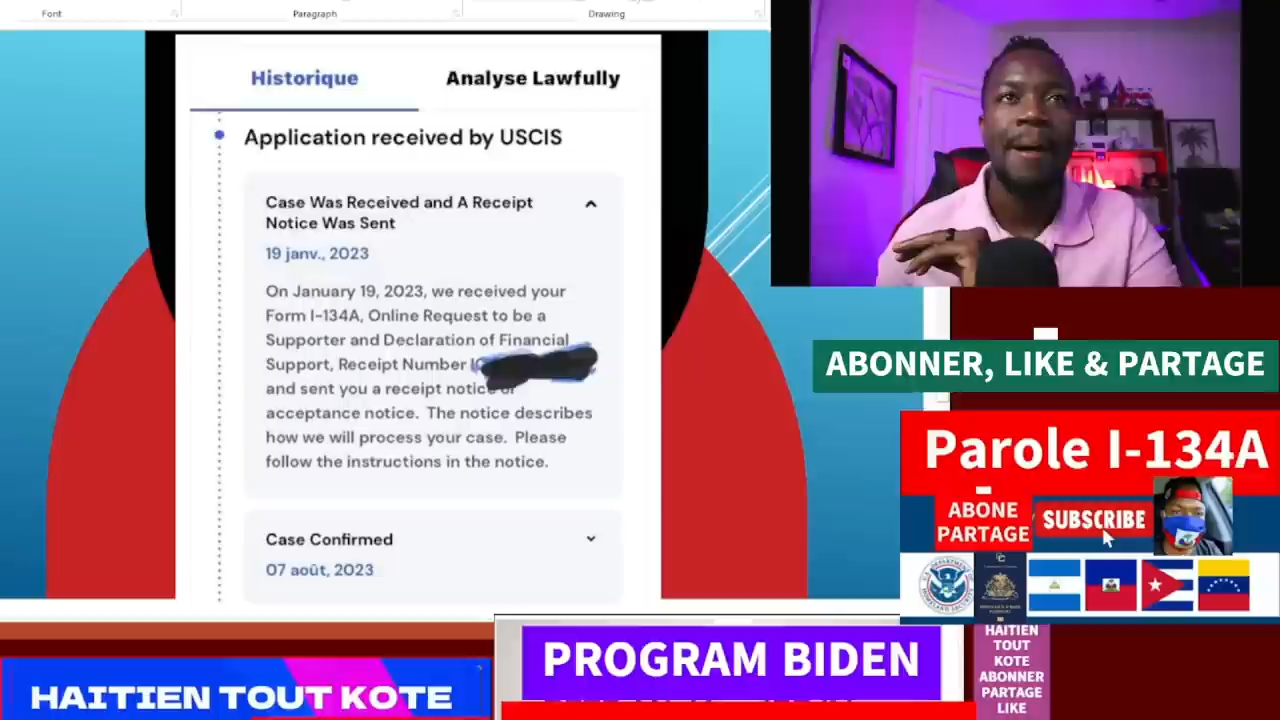 Font
Paragraph
Drawing
Historique
Analyse Lawfully
Application received by USCIS
Case Was Received and A Receipt
Notice Was Sent
19 janv., 2023
On January 19, 2023, we received your
Form I-134A, Online Request to be a
Supporter and Declaration of Financial
Support, Receipt Number
and sent you a receipt notice or
acceptance notice. The notice describes
how we will process your case. Please
follow the instructions in the notice.
Case Confirmed
07 août, 2023
ABONNER, LIKE & PARTAGE
Parole I-134A
ABONE
PARTAGE
SUBSCRIBE
HAITIEN
TOUT
KOTE
ABONNER
PARTAGE
LIKE
PROGRAM BIDEN
HAITIEN TOUT KOTE